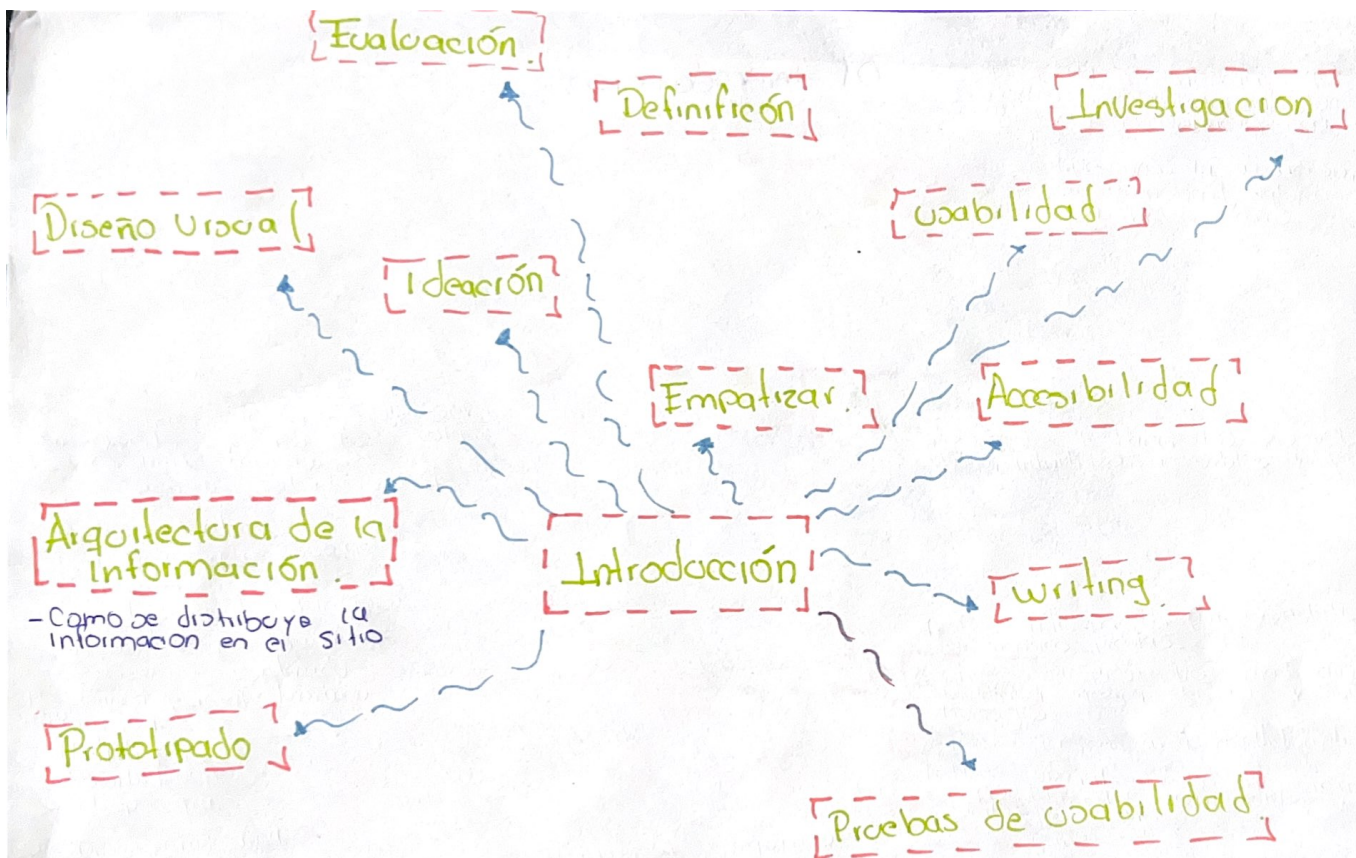 Evaluación.
Definificón
Investigacion
Diseño visual
usabilidad
Ideación
Empatizar.
Accesibilidad
Arquitectura de la
información.
- Como se distribuye la
información en el sitio
Introducción
writing.
Prototipado
Pruebas de usabilidad.